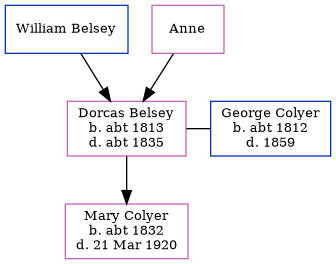 William Belsey
Anne
Dorcas Belsey
b. abt 1813
d. abt 1835
George Colyer
b. abt 1812
d. 1859
Mary Colyer
b. abt 1832
d. 21 Mar 1920